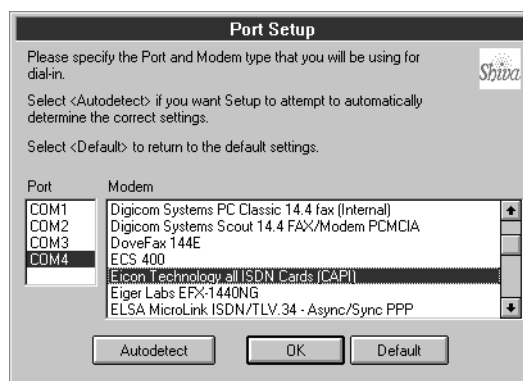 Port Setup
Please specify the Port and Modem type that you will be using for
dial-in.
Shiva
Select <Autodetect> if you want Setup to attempt to automatically
determine the correct settings.
Select <Default> to return to the default settings.
Port
Modem
COM1
COM2
COM3
COM4
Digicom Systems PC Classic 14.4 fax (Internal)
Digicom Systems Scout 14.4 FAX/Modem PCMCIA
DoveFax 144E
ECS 400
Eicon Technology all ISDN Cards (CAPI)
Eiger Labs EFX-1440NG
ELSA MicroLink ISDN/TLV.34 - Async/Sync PPP
Autodetect
OK
Default